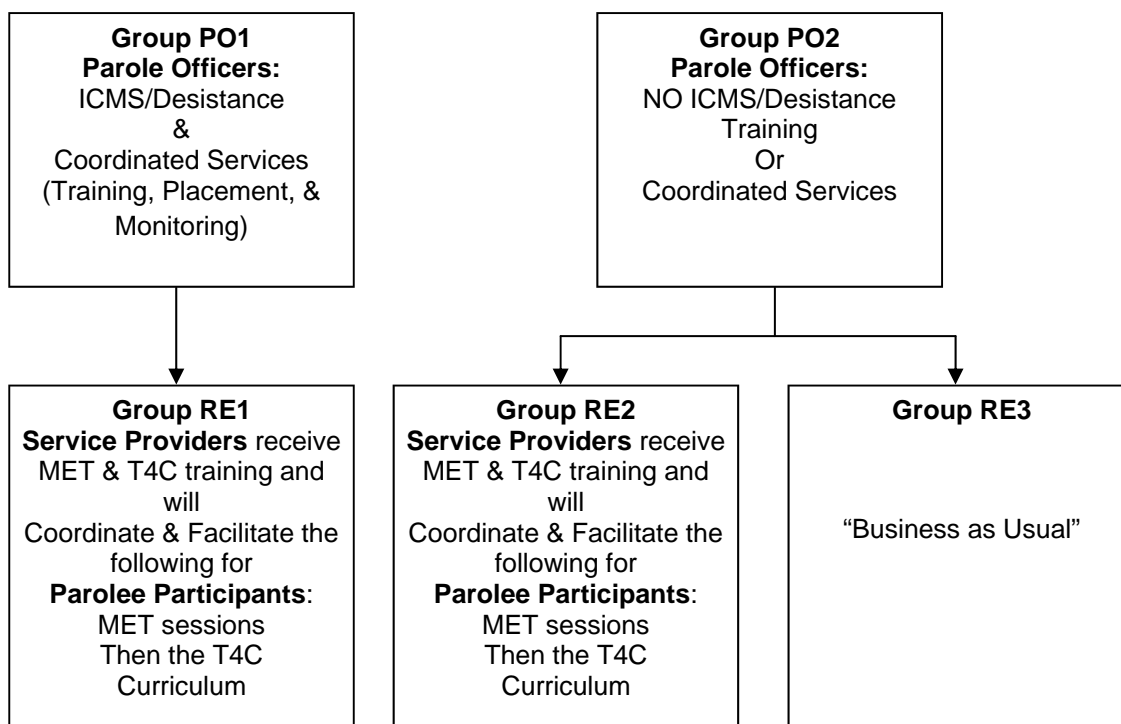 Group PO1
Parole Officers:
ICMS/Desistance
&
Coordinated Services
(Training, Placement, &
Monitoring)
Group PO2
Parole Officers:
NO ICMS/Desistance
Training
Or
Coordinated Services
Group RE1
Service Providers receive
MET & T4C training and
will
Coordinate & Facilitate the
following for
Parolee Participants:
MET sessions
Then the T4C
Curriculum
Group RE2
Service Providers receive
MET & T4C training and
will
Coordinate & Facilitate the
following for
Parolee Participants:
MET sessions
Then the T4C
Curriculum
Group RE3
“Business as Usual”